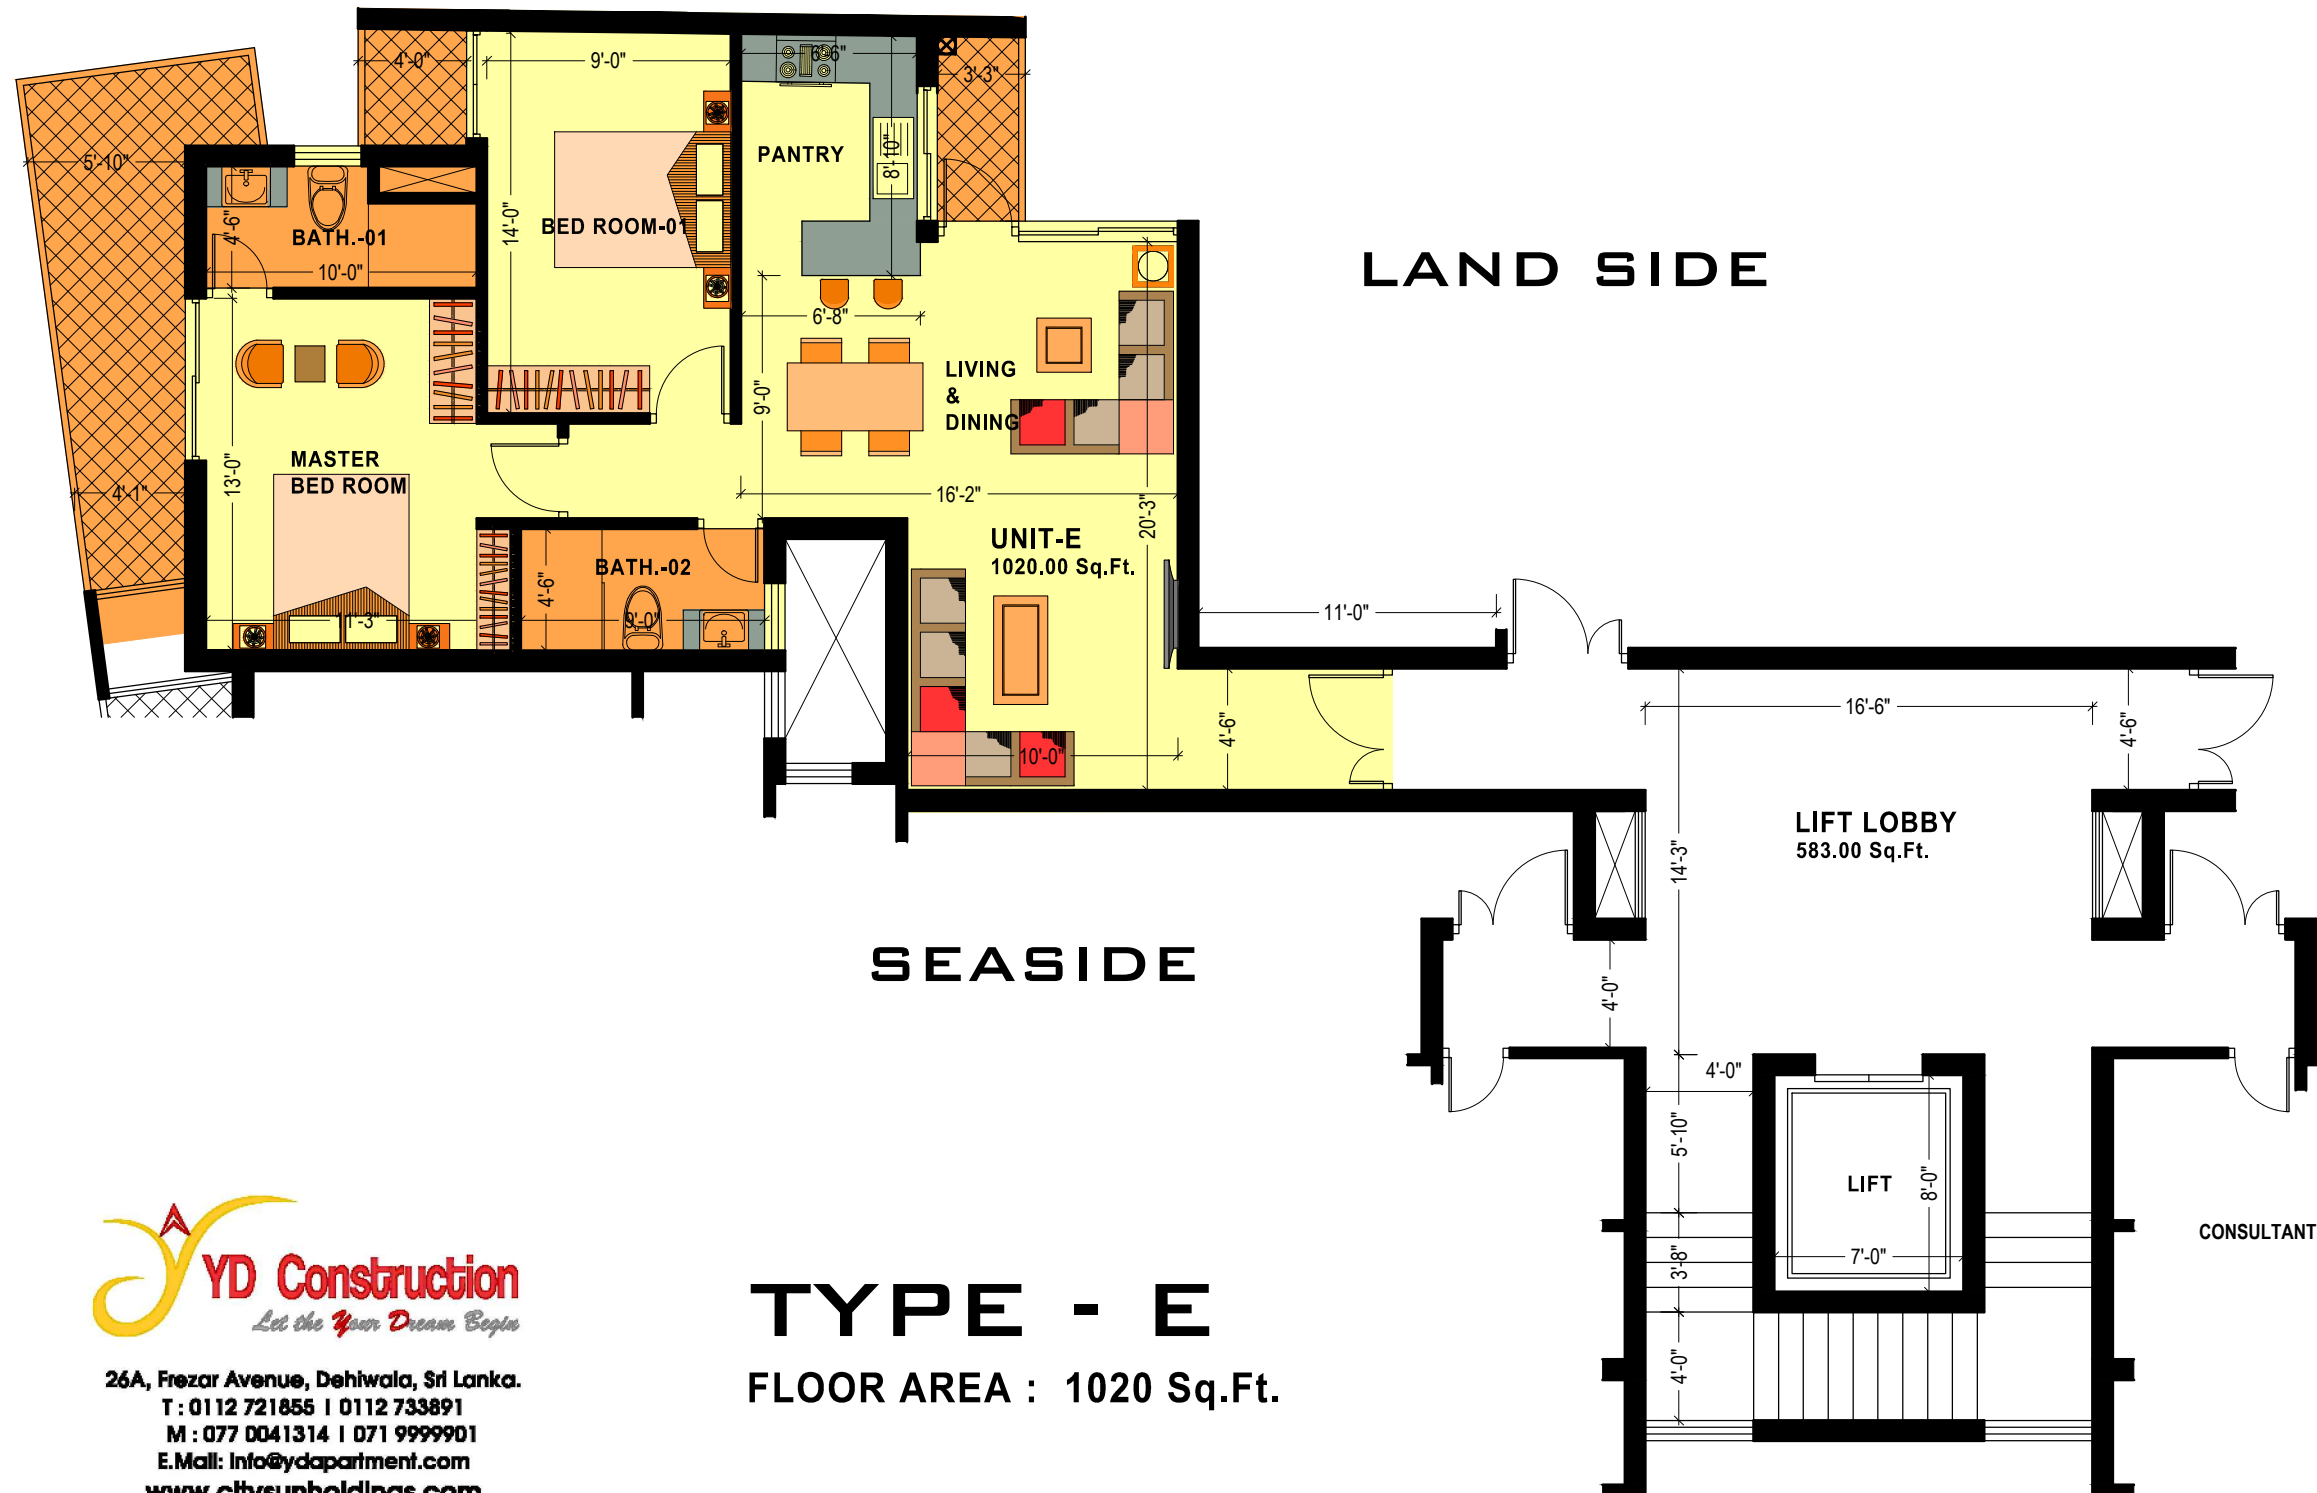 4'-0"
9'-0"
6'-6"
3'-3"
5'-10"
PANTRY
8'-10"
4'-6"
BATH.-01
14'-0"
BED ROOM-01
10'-0"
LAND SIDE
6'-8"
LIVING
&
DINING
9'-0"
MASTER
BED ROOM
13'-0"
4'-1"
16'-2"
20'-3"
UNIT-E
1020.00 Sq.Ft.
BATH.-02
4'-6"
11'-3"
9'-0"
11'-0"
4'-6"
10'-0"
16'-6"
4'-6"
LIFT LOBBY
583.00 Sq.Ft.
14'-3"
SEASIDE
4'-0"
4'-0"
5'-10"
LIFT
8'-0"
7'-0"
3'-8"
4'-0"
CONSULTANT
YD Construction
Let the Your Dream Begin
26A, Frezar Avenue, Dehiwala, Sri Lanka.
T : 0112 721855 | 0112 733891
M : 077 0041314 | 071 9999901
E.Mail: Info@ydapartment.com
www.citysunholdings.com
TYPE - E
FLOOR AREA : 1020 Sq.Ft.